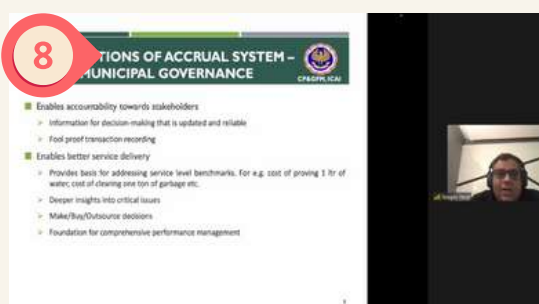 8
TIONS OF ACCRUAL SYSTEM –
MUNICIPAL GOVERNANCE
CP&GFM, ICAI
Enables accountability towards stakeholders
Information for decision-making that is updated and reliable
Fool proof transaction recording
Enables better service delivery
Provides basis for addressing service level benchmarks. For e.g. cost of proving 1 ltr of
water, cost of clearing one ton of garbage etc.
Deeper insights into critical issues
Make/Buy/Outsource decisions
Foundation for comprehensive performance management